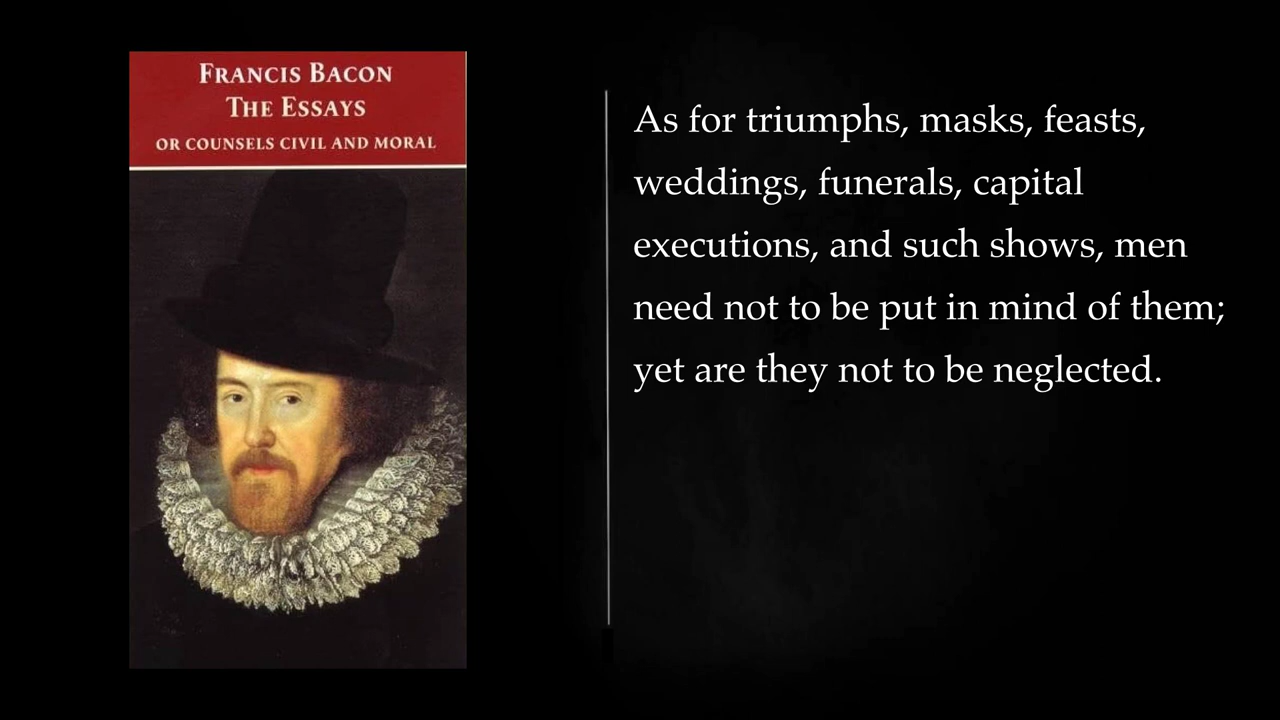 FRANCIS BACON
THE ESSAYS
OR COUNSELS CIVIL AND MORAL
As for triumphs, masks, feasts,
weddings, funerals, capital
executions, and such shows, men
need not to be put in mind of them;
yet are they not to be neglected.